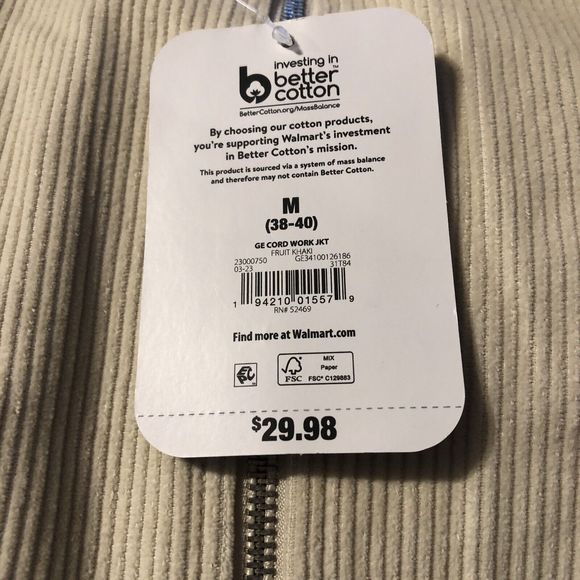 investing in
better™
cotton
BetterCotton.org/MassBalance
By choosing our cotton products,
you're supporting Walmart's investment
in Better Cotton's mission.
This product is sourced via a system of mass balance
and therefore may not contain Better Cotton.
M
(38-40)
GE CORD WORK JKT
FRUIT KHAKI
23000750 GE34100126186
03-23 31T84
1 94210 01557 9
RN# 52469
Find more at Walmart.com
FSC
MIX
Paper
FSC® C129883
$29.98